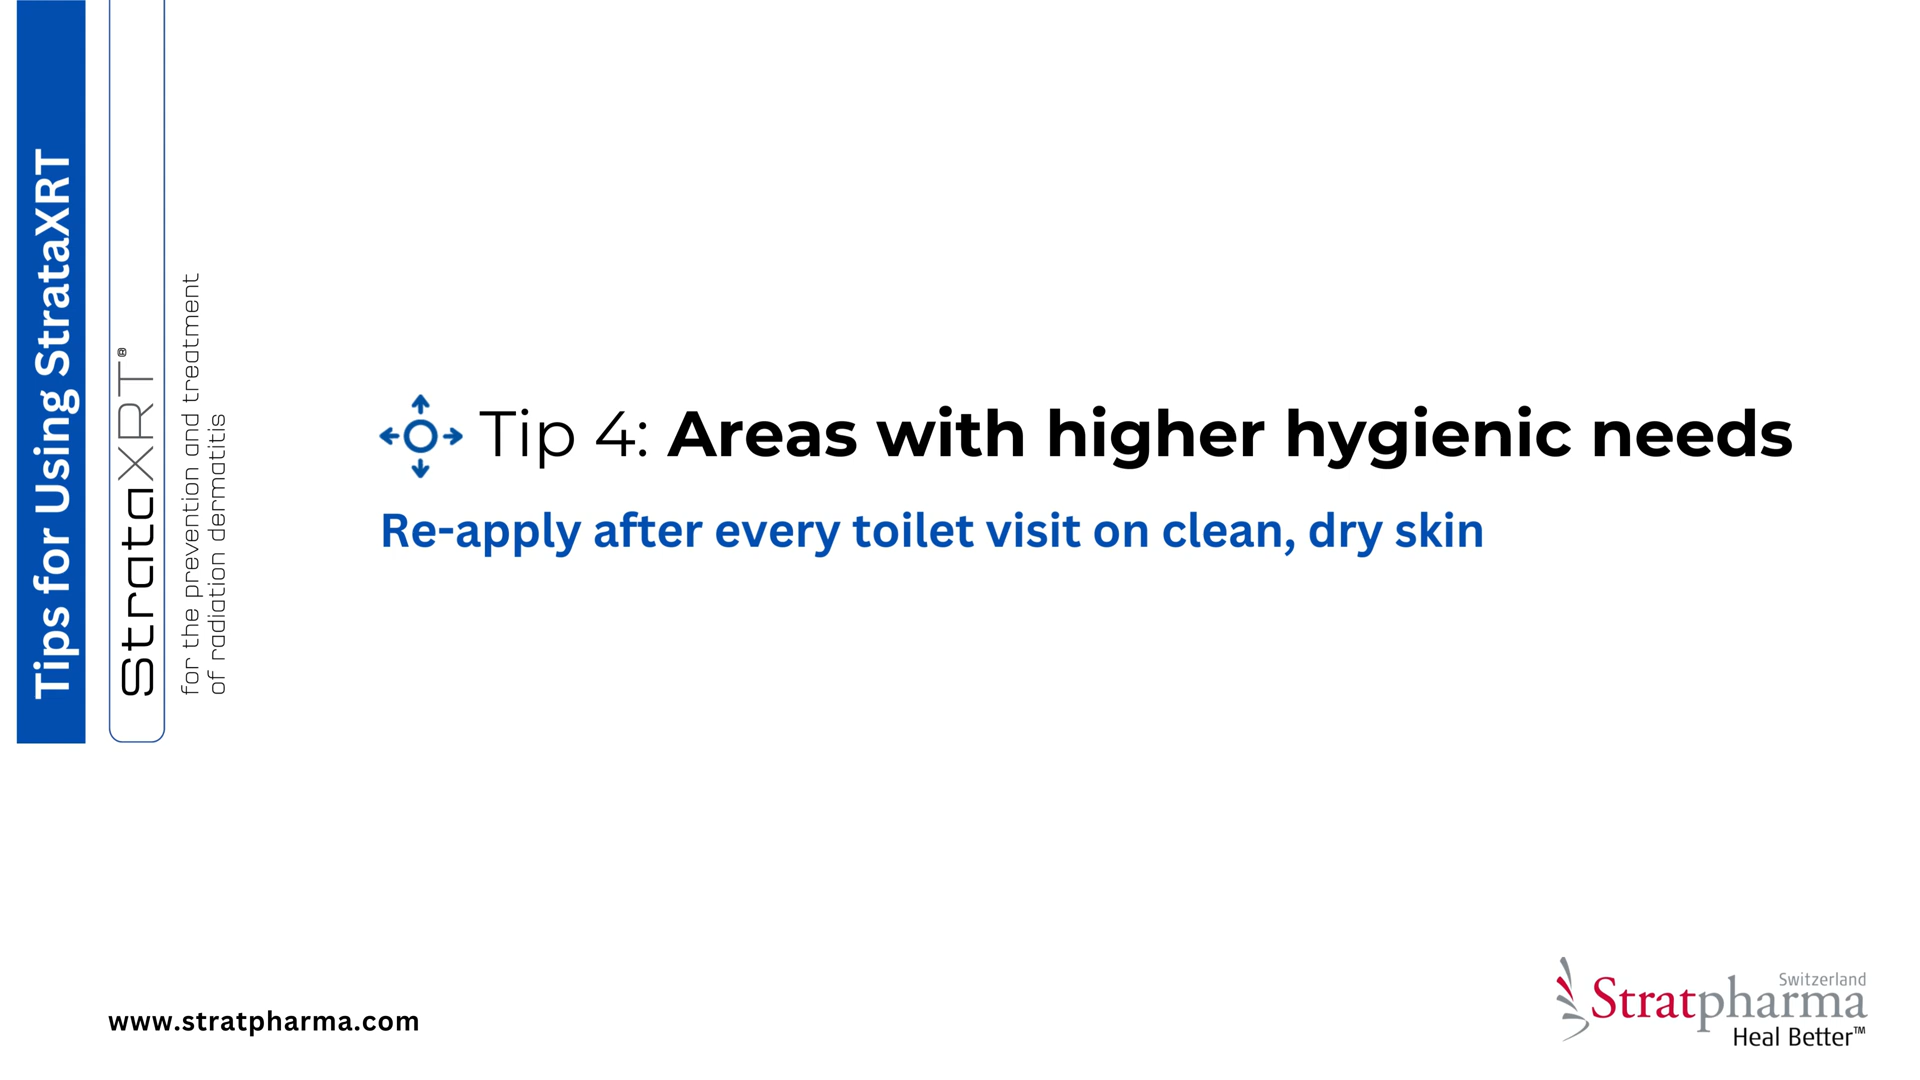 Tips for Using StrataXRT
StrataXRT®
for the prevention and treatment
of radiation dermatitis
Tip 4: Areas with higher hygienic needs
Re-apply after every toilet visit on clean, dry skin
www.stratpharma.com
Switzerland
Stratpharma
Heal Better™